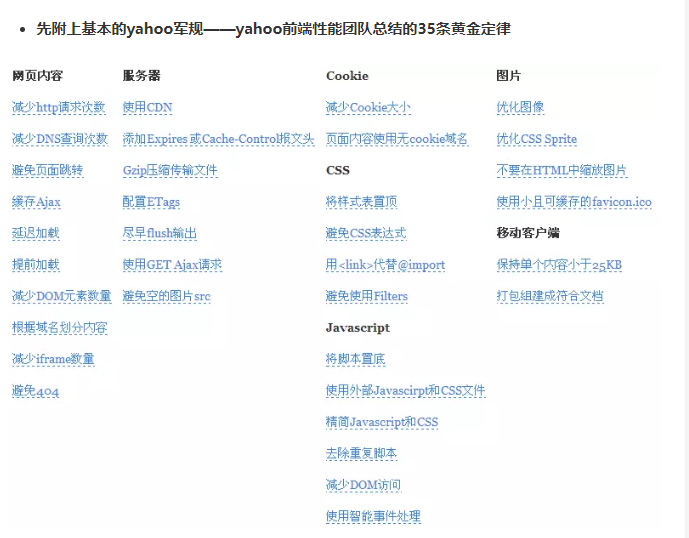 先附上基本的yahoo军规——yahoo前端性能团队总结的35条黄金定律
网页内容
减少http请求次数
减少DNS查询次数
避免页面跳转
缓存Ajax
延迟加载
提前加载
减少DOM元素数量
根据域名划分内容
减少iframe数量
避免404
服务器
使用CDN
添加Expires 或Cache-Control报文头
Gzip压缩传输文件
配置ETags
尽早flush输出
使用GET Ajax请求
避免空的图片src
Cookie
减少Cookie大小
页面内容使用无cookie域名
CSS
将样式表置顶
避免CSS表达式
用<link>代替@import
避免使用Filters
Javascript
将脚本置底
使用外部Javascirpt和CSS文件
精简Javascript和CSS
去除重复脚本
减少DOM访问
使用智能事件处理
图片
优化图像
优化CSS Sprite
不要在HTML中缩放图片
使用小且可缓存的favicon.ico
移动客户端
保持单个内容小于25KB
打包组建成符合文档